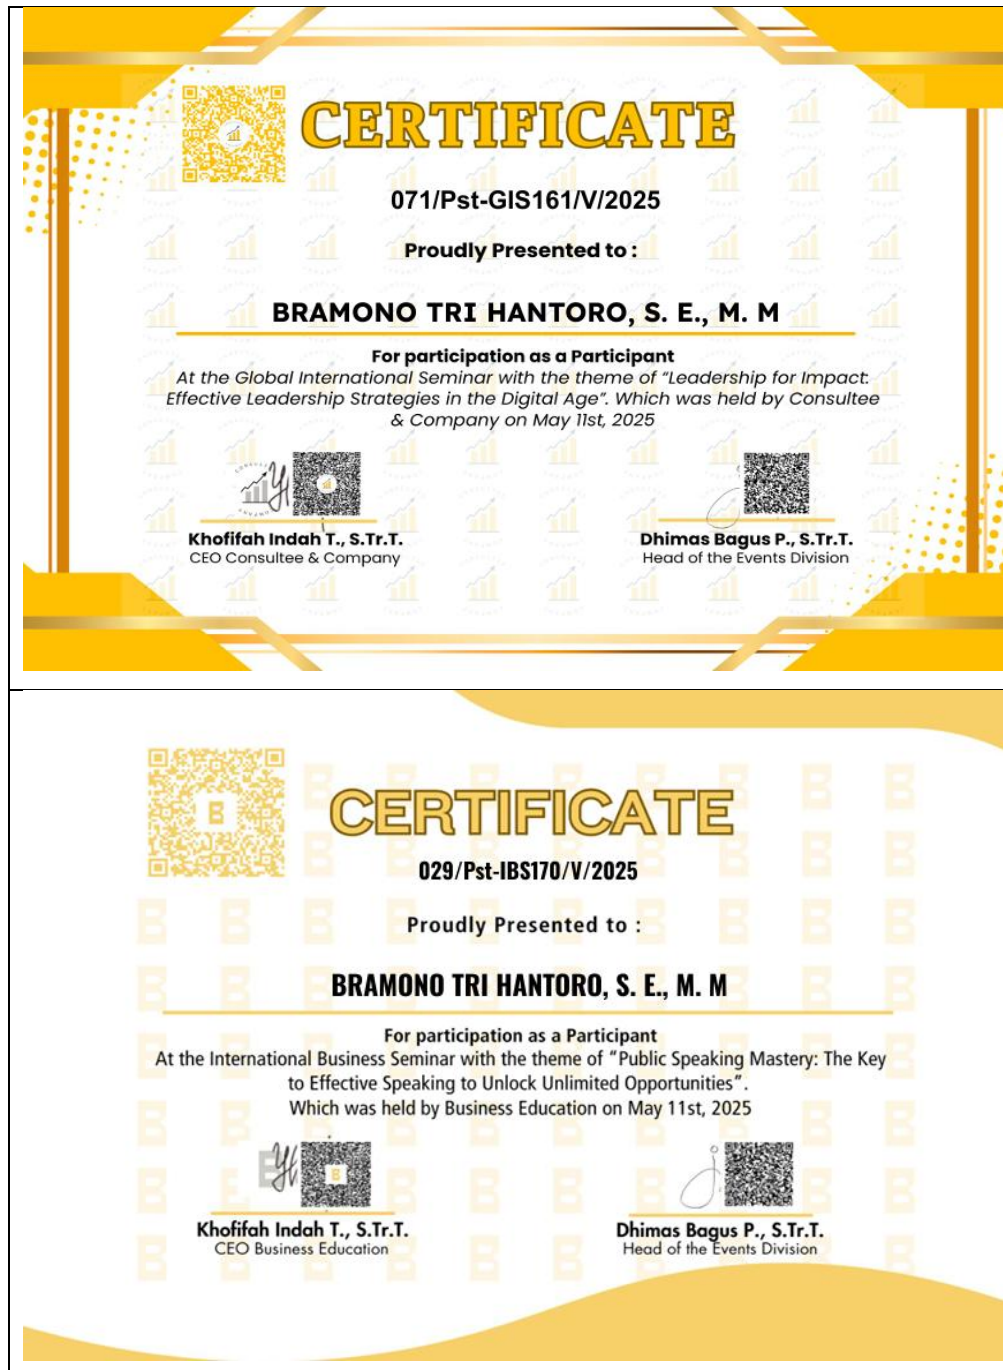 CERTIFICATE
071/Pst-GIS161/V/2025
Proudly Presented to :
BRAMONO TRI HANTORO, S. E., M. M
For participation as a Participant
At the Global International Seminar with the theme of “Leadership for Impact:
Effective Leadership Strategies in the Digital Age”. Which was held by Consultee
& Company on May 11st, 2025
Khofifah Indah T., S.Tr.T.
CEO Consultee & Company
Dhimas Bagus P., S.Tr.T.
Head of the Events Division
CERTIFICATE
029/Pst-IBS170/V/2025
Proudly Presented to :
BRAMONO TRI HANTORO, S. E., M. M
For participation as a Participant
At the International Business Seminar with the theme of “Public Speaking Mastery: The Key
to Effective Speaking to Unlock Unlimited Opportunities”.
Which was held by Business Education on May 11st, 2025
Khofifah Indah T., S.Tr.T.
CEO Business Education
Dhimas Bagus P., S.Tr.T.
Head of the Events Division